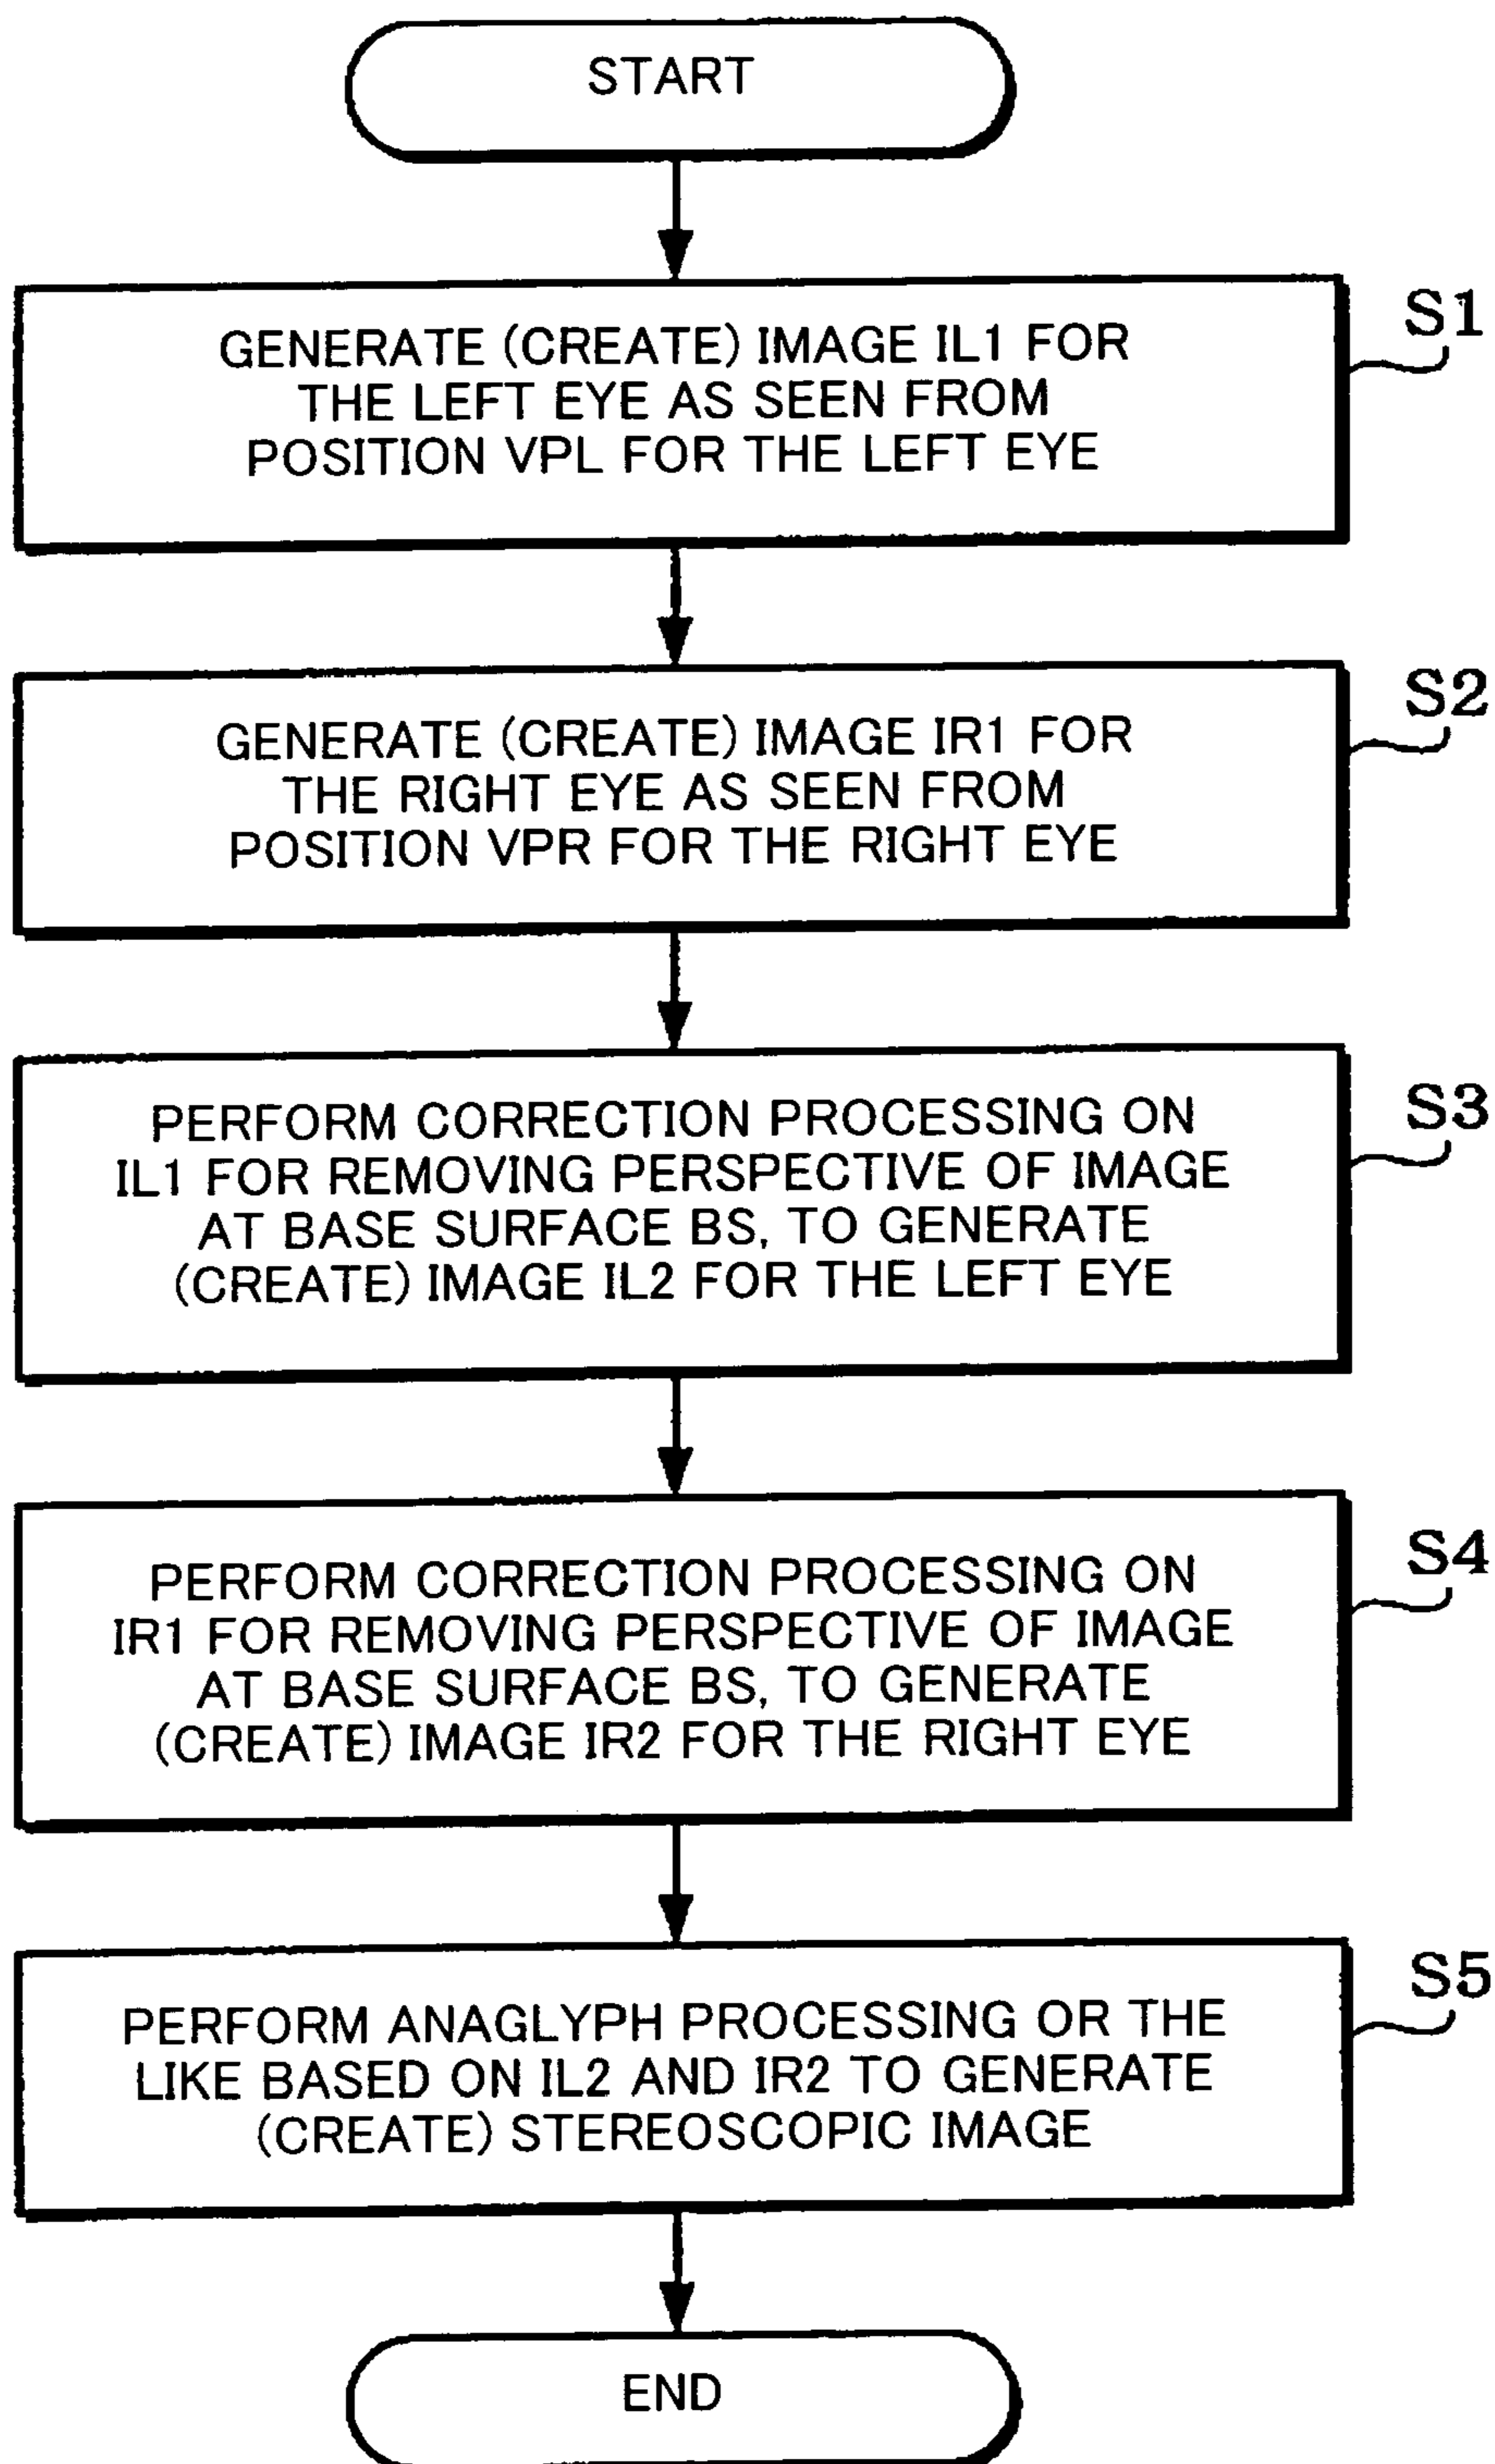 START
GENERATE (CREATE) IMAGE IL1 FOR
THE LEFT EYE AS SEEN FROM
POSITION VPL FOR THE LEFT EYE
S1
GENERATE (CREATE) IMAGE IR1 FOR
THE RIGHT EYE AS SEEN FROM
POSITION VPR FOR THE RIGHT EYE
S2
PERFORM CORRECTION PROCESSING ON
IL1 FOR REMOVING PERSPECTIVE OF IMAGE
AT BASE SURFACE BS, TO GENERATE
(CREATE) IMAGE IL2 FOR THE LEFT EYE
S3
PERFORM CORRECTION PROCESSING ON
IR1 FOR REMOVING PERSPECTIVE OF IMAGE
AT BASE SURFACE BS, TO GENERATE
(CREATE) IMAGE IR2 FOR THE RIGHT EYE
S4
PERFORM ANAGLYPH PROCESSING OR THE
LIKE BASED ON IL2 AND IR2 TO GENERATE
(CREATE) STEREOSCOPIC IMAGE
S5
END